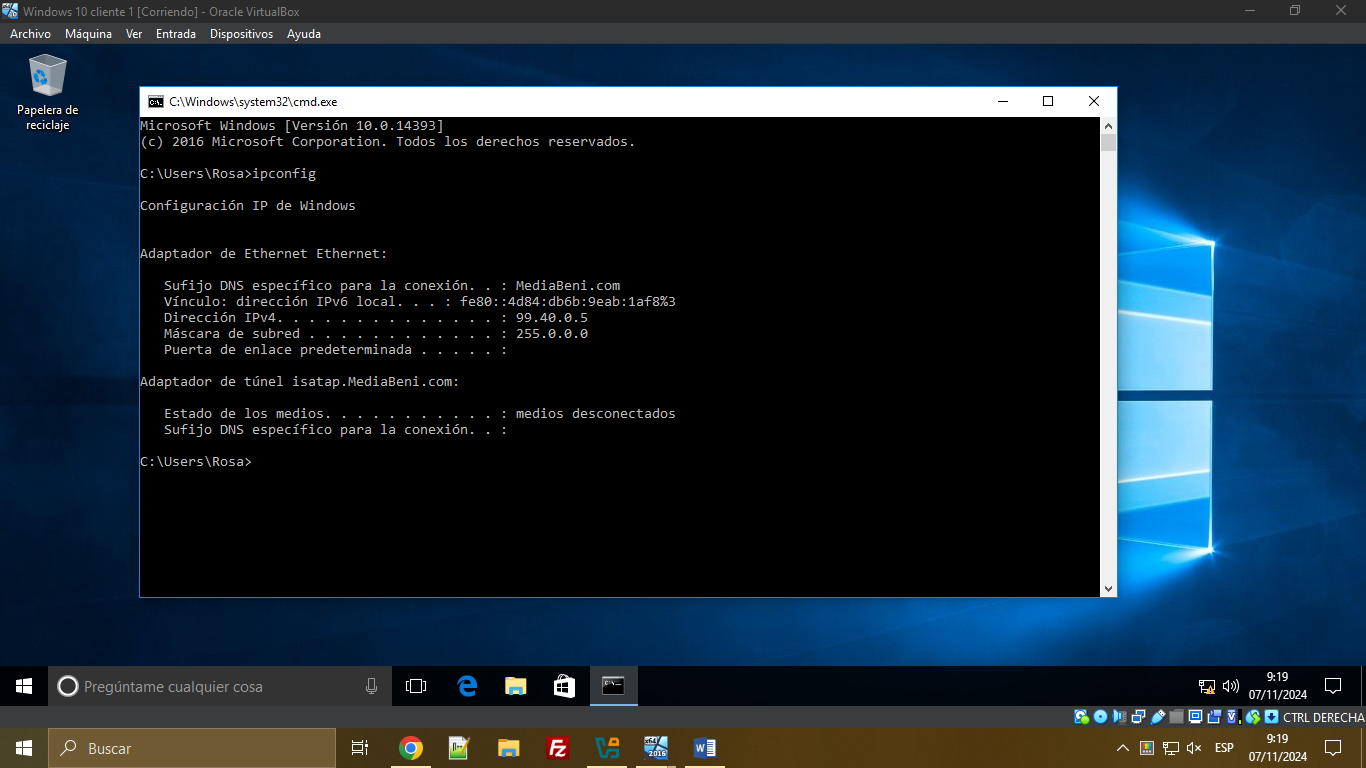 Windows 10 cliente 1 [Corriendo] - Oracle VirtualBox
Archivo Máquina Ver Entrada Dispositivos Ayuda
Papelera de
reciclaje
C:\Windows\system32\cmd.exe
Microsoft Windows [Versión 10.0.14393]
(c) 2016 Microsoft Corporation. Todos los derechos reservados.
C:\Users\Rosa>ipconfig
Configuración IP de Windows
Adaptador de Ethernet Ethernet:
Sufijo DNS específico para la conexión. . : MediaBeni.com
Vínculo: dirección IPv6 local. . . : fe80::4d84:db6b:9eab:1af8%3
Dirección IPv4. . . . . . . . . . . . . . : 99.40.0.5
Máscara de subred . . . . . . . . . . . . : 255.0.0.0
Puerta de enlace predeterminada . . . . . :
Adaptador de túnel isatap.MediaBeni.com:
Estado de los medios. . . . . . . . . . . : medios desconectados
Sufijo DNS específico para la conexión. . :
C:\Users\Rosa>
Pregúntame cualquier cosa
9:19
07/11/2024
CTRL DERECHA
Buscar
x64
2016
ESP
9:19
07/11/2024